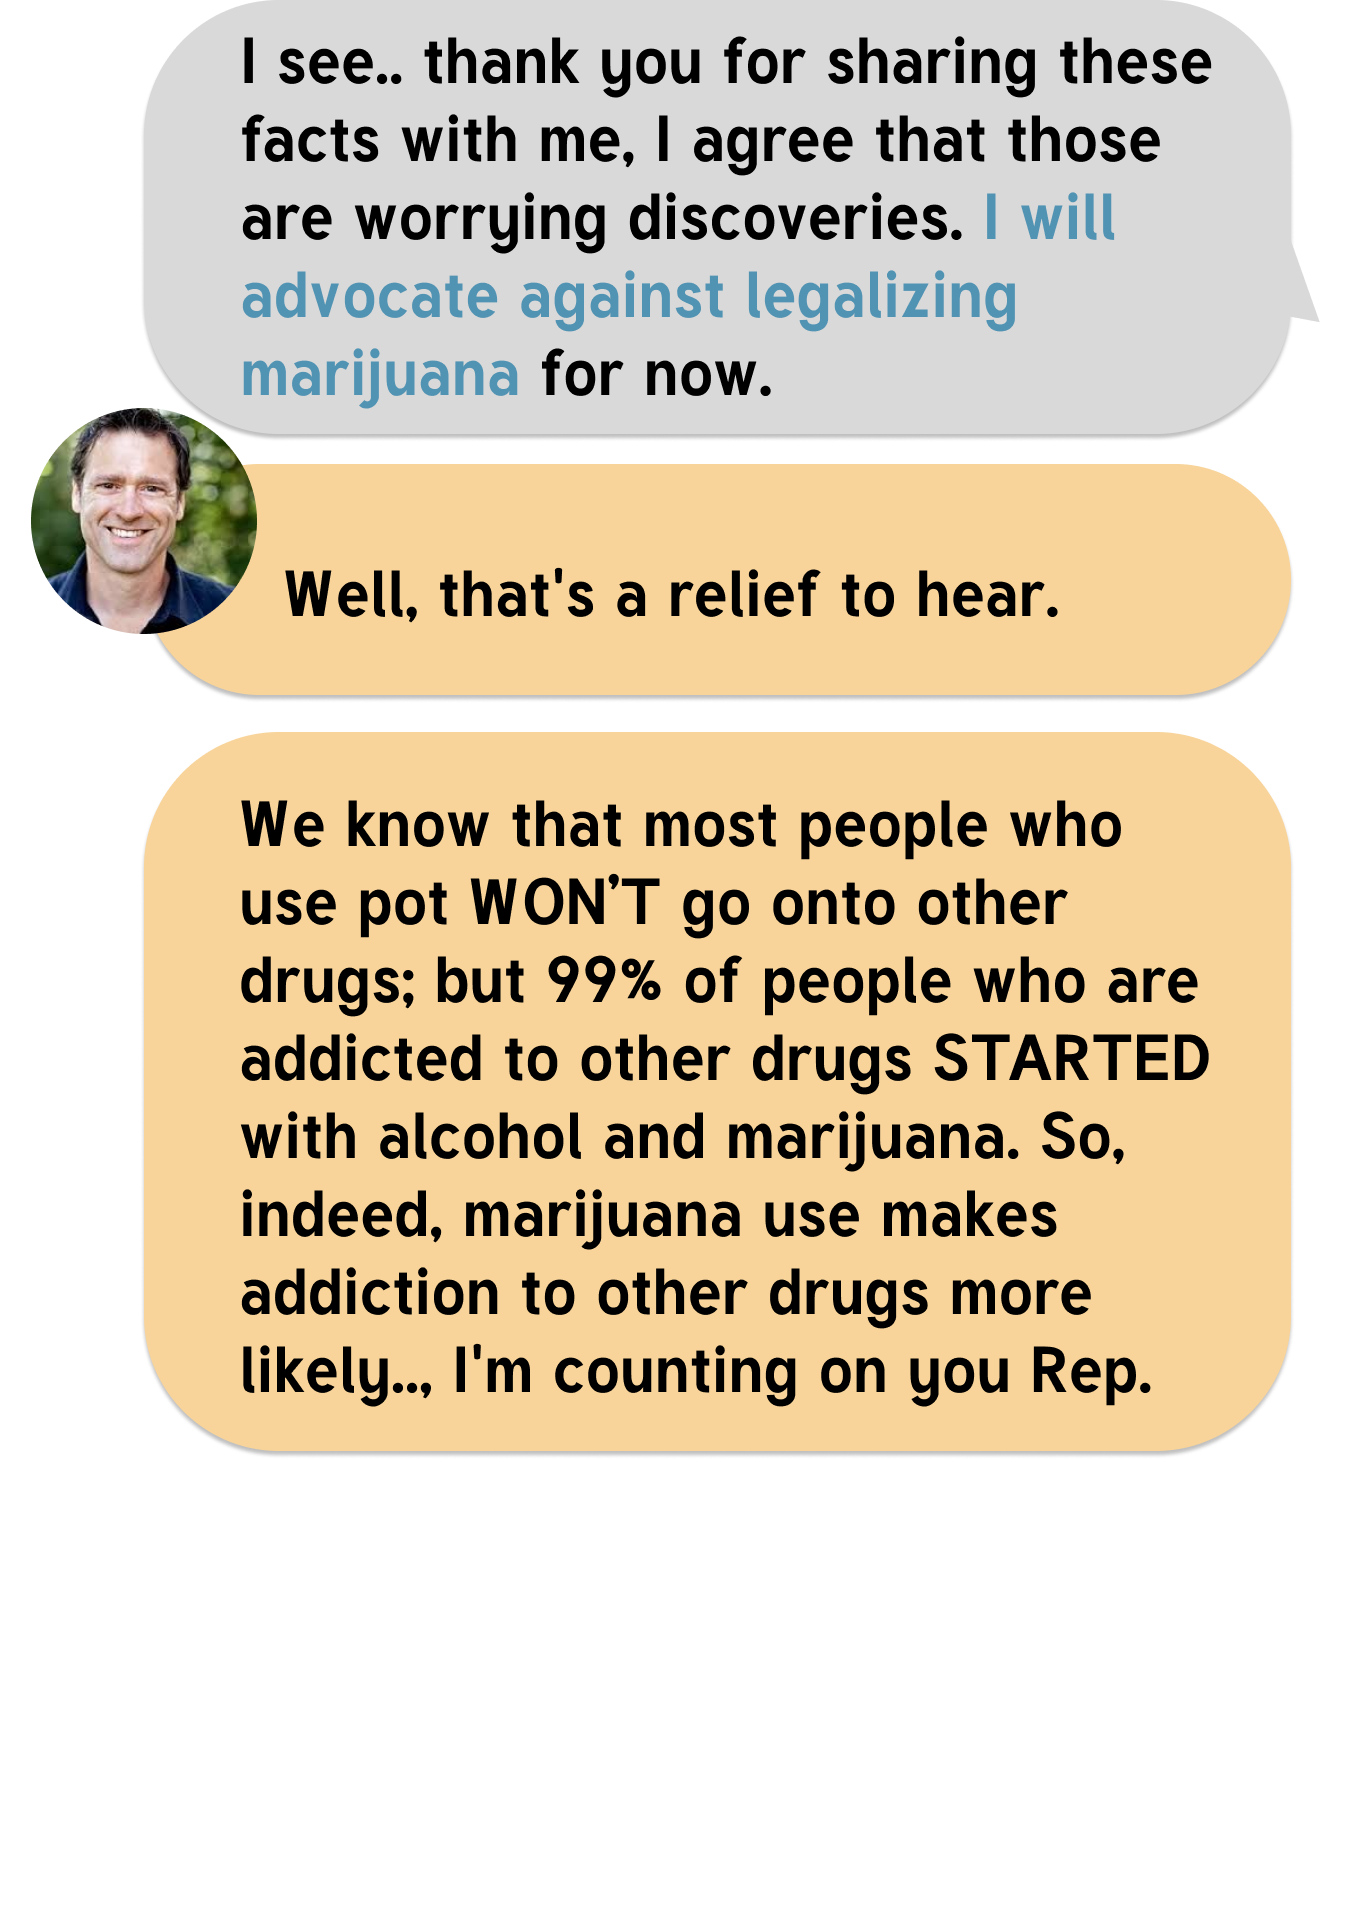 I see.. thank you for sharing these
facts with me, I agree that those
are worrying discoveries. I will
advocate against legalizing
marijuana for now.
Well, that's a relief to hear.
We know that most people who
use pot WON’T go onto other
drugs; but 99% of people who are
addicted to other drugs STARTED
with alcohol and marijuana. So,
indeed, marijuana use makes
addiction to other drugs more
likely.., I'm counting on you Rep.